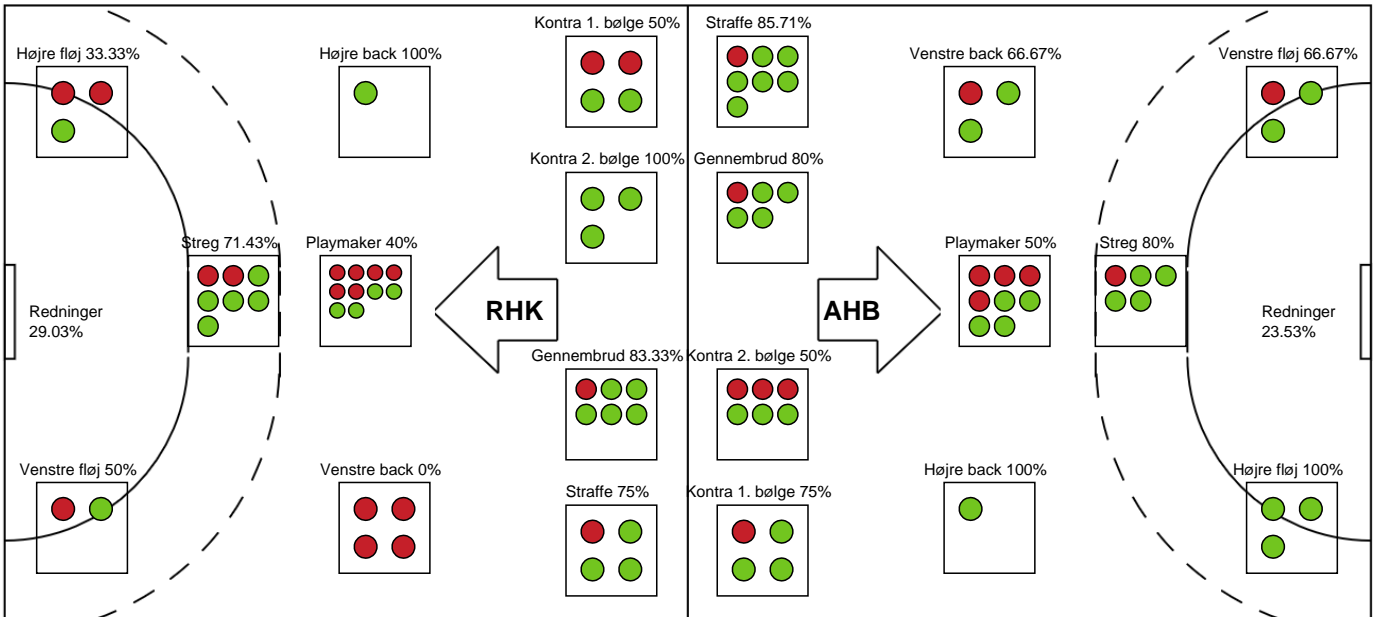 Kontra 1. bølge 50%
Straffe 85.71%
Højre fløj 33.33%
Højre back 100%
Venstre back 66.67%
Venstre fløj 66.67%
Kontra 2. bølge 100%
Gennembrud 80%
Streg 71.43%
Playmaker 40%
Playmaker 50%
Streg 80%
Redninger
29.03%
RHK
AHB
Redninger
23.53%
Gennembrud 83.33%
Kontra 2. bølge 50%
Venstre fløj 50%
Venstre back 0%
Højre back 100%
Højre fløj 100%
Straffe 75%
Kontra 1. bølge 75%